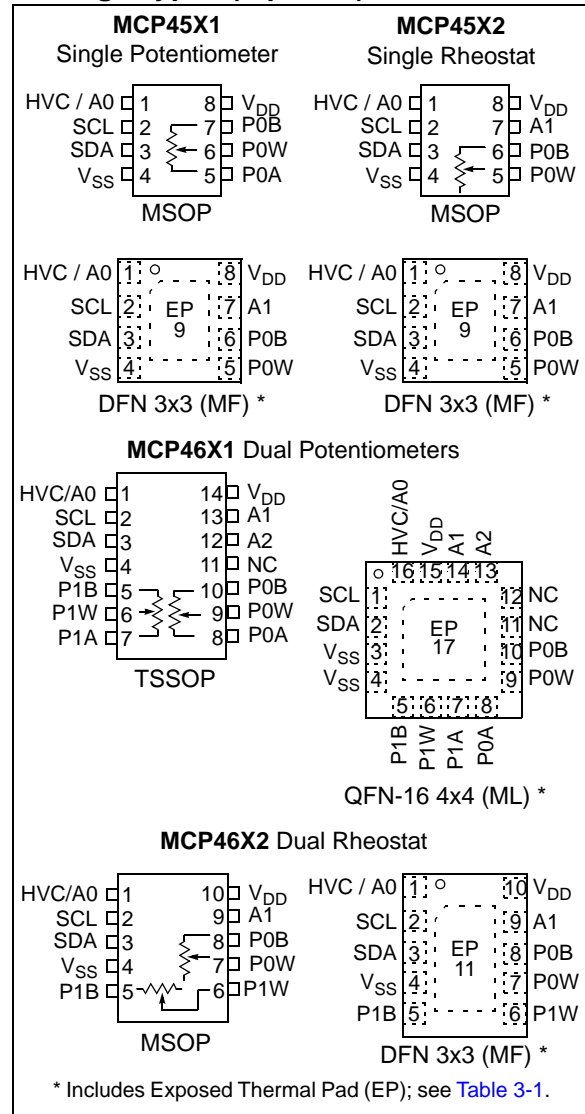 MCP45X1
Single Potentiometer
HVC / A0 1 8 VDD
SCL 2 7 P0B
SDA 3 6 P0W
VSS 4 5 P0A
MSOP
MCP45X2
Single Rheostat
HVC / A0 1 8 VDD
SCL 2 7 A1
SDA 3 6 P0B
VSS 4 5 P0W
MSOP
HVC / A0 1 8 VDD
SCL 2 EP 7 A1
SDA 3 9 6 P0B
VSS 4 5 P0W
DFN 3x3 (MF) *
HVC / A0 1 8 VDD
SCL 2 EP 7 A1
SDA 3 9 6 P0B
VSS 4 5 P0W
DFN 3x3 (MF) *
MCP46X1 Dual Potentiometers
HVC/A0 1 14 VDD
SCL 2 13 A1
SDA 3 12 A2
VSS 4 11 NC
P1B 5 10 P0B
P1W 6 9 P0W
P1A 7 8 P0A
TSSOP
HVC/A0 VDD A1 A2
16 15 14 13
SCL 1 12 NC
SDA 2 EP 11 NC
VSS 3 17 10 P0B
VSS 4 9 P0W
5 6 7 8
P1B P1W P1A P0A
QFN-16 4x4 (ML) *
MCP46X2 Dual Rheostat
HVC/A0 1 10 VDD
SCL 2 9 A1
SDA 3 8 P0B
VSS 4 7 P0W
P1B 5 6 P1W
MSOP
HVC / A0 1 10 VDD
SCL 2 9 A1
SDA 3 EP 8 P0B
VSS 4 11 7 P0W
P1B 5 6 P1W
DFN 3x3 (MF) *
* Includes Exposed Thermal Pad (EP); see Table 3-1.